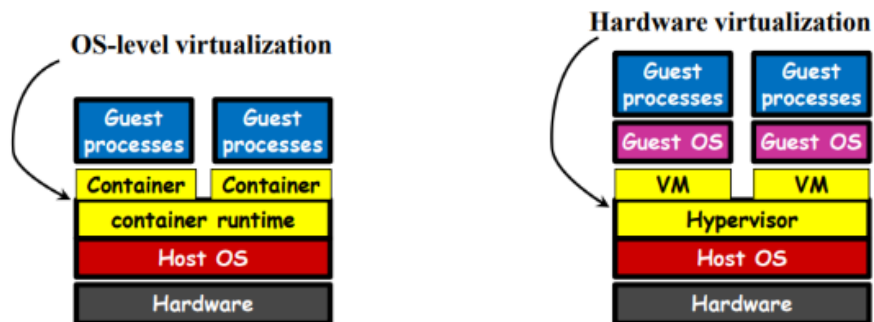 OS-level virtualization
Guest
processes
Guest
processes
Container
Container
container runtime
Host OS
Hardware
Hardware virtualization
Guest
processes
Guest
processes
Guest OS
Guest OS
VM
VM
Hypervisor
Host OS
Hardware